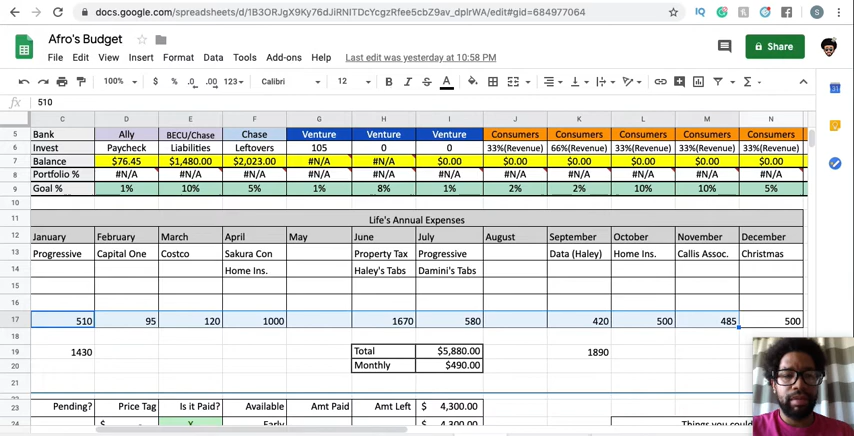 docs.google.com/spreadsheets/d/1B3ORJgX9Ky76dJiRNITDcYcgzRfee5cbZ9av_dplrWA/edit#gid=684977064
Afro's Budget
File Edit View Insert Format Data Tools Add-ons Help Last edit was yesterday at 10:58 PM
Share
100% $ % .0 .00 123 Calibri 12 B I S A
fx 510
C D E F G H I J K L M N
5 Bank Ally BECU/Chase Chase Venture Venture Venture Consumers Consumers Consumers Consumers Consumers
6 Invest Paycheck Liabilities Leftovers 105 0 0 33%(Revenue) 66%(Revenue) 33%(Revenue) 33%(Revenue) 33%(Revenue)
7 Balance $76.45 $1,480.00 $2,023.00 #N/A #N/A $0.00 $0.00 $0.00 $0.00 $0.00 $0.00
8 Portfolio % #N/A #N/A #N/A #N/A #N/A #N/A #N/A #N/A #N/A #N/A #N/A
9 Goal % 1% 10% 5% 1% 8% 1% 2% 2% 10% 10% 5%
10
11 Life's Annual Expenses
12 January February March April May June July August September October November December
13 Progressive Capital One Costco Sakura Con Property Tax Progressive Data (Haley) Home Ins. Callis Assoc. Christmas
14 Home Ins. Haley's Tabs Damini's Tabs
15
16
17 510 95 120 1000 1670 580 420 500 485 500
18
19 1430 Total $5,880.00 1890
20 Monthly $490.00
21
23 Pending? Price Tag Is it Paid? Available Amt Paid Amt Left $ 4,300.00